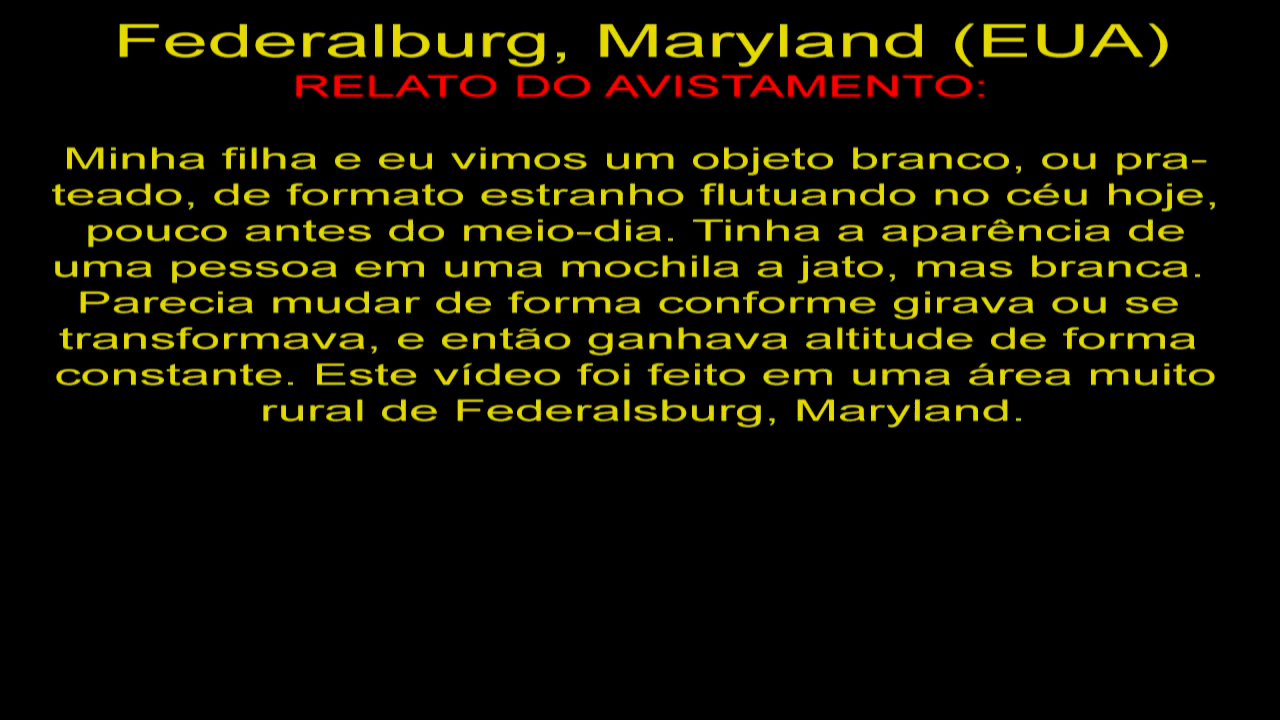 Federalburg, Maryland (EUA)
RELATO DO AVISTAMENTO:
Minha filha e eu vimos um objeto branco, ou pra-
teado, de formato estranho flutuando no céu hoje,
pouco antes do meio-dia. Tinha a aparência de
uma pessoa em uma mochila a jato, mas branca.
Parecia mudar de forma conforme girava ou se
transformava, e então ganhava altitude de forma
constante. Este vídeo foi feito em uma área muito
rural de Federalsburg, Maryland.